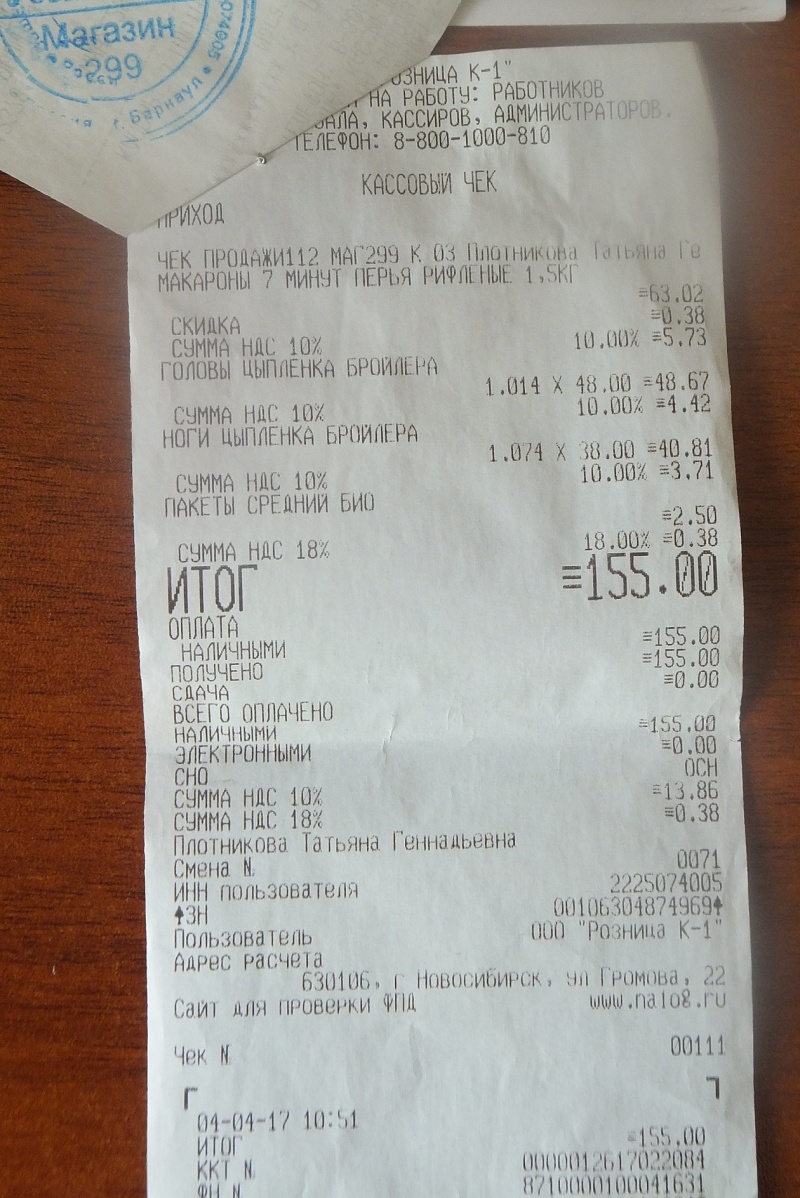 Магазин
299
г. Барнаул
074005
ОЗНИЦА К-1"
НА РАБОТУ: РАБОТНИКОВ
ЗАЛА, КАССИРОВ, АДМИНИСТРАТОРОВ.
ТЕЛЕФОН: 8-800-1000-810
КАССОВЫЙ ЧЕК
ПРИХОД
ЧЕК ПРОДАЖИ112 МАГ299 К 03 Плотникова Татьяна Ге
МАКАРОНЫ 7 МИНУТ ПЕРЬЯ РИФЛЕНЫЕ 1,5КГ
≡63.02
СКИДКА ≡0.38
СУММА НДС 10% 10.00% ≡5.73
ГОЛОВЫ ЦЫПЛЕНКА БРОЙЛЕРА
1.014 X 48.00 ≡48.67
СУММА НДС 10% 10.00% ≡4.42
НОГИ ЦЫПЛЕНКА БРОЙЛЕРА
1.074 X 38.00 ≡40.81
СУММА НДС 10% 10.00% ≡3.71
ПАКЕТЫ СРЕДНИЙ БИО
≡2.50
СУММА НДС 18% 18.00% ≡0.38
ИТОГ ≡155.00
ОПЛАТА
НАЛИЧНЫМИ ≡155.00
ПОЛУЧЕНО ≡155.00
СДАЧА ≡0.00
ВСЕГО ОПЛАЧЕНО
НАЛИЧНЫМИ ≡155.00
ЭЛЕКТРОННЫМИ ≡0.00
СНО ОСН
СУММА НДС 10% ≡13.86
СУММА НДС 18% ≡0.38
Плотникова Татьяна Геннадьевна
Смена N 0071
ИНН пользователя 2225074005
↑ЗН 00106304874969↑
Пользователь ООО "Розница К-1"
Адрес расчета
630106, г Новосибирск, ул Громова, 22
Сайт для проверки ФПД www.nalog.ru
Чек N 00111
04-04-17 10:51
ИТОГ ≡155.00
ККТ N 0000012617022084
ФН N 8710000100041631